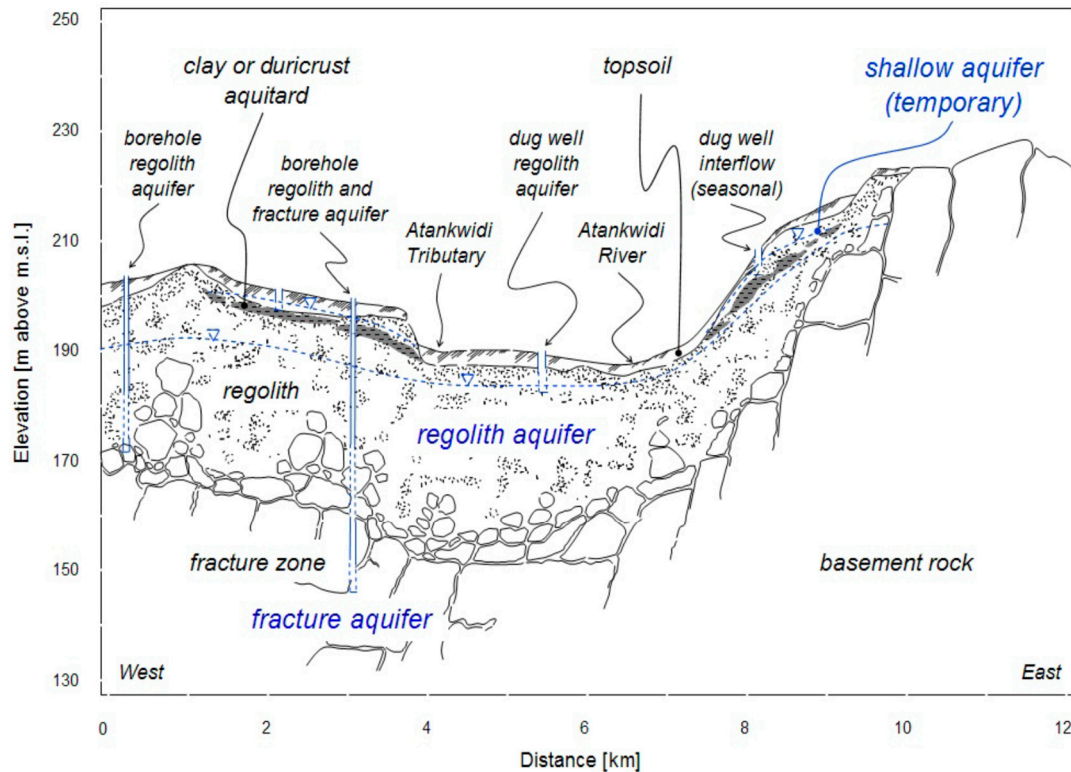 250
230
210
190
170
150
130
Elevation [m above m.s.l.]
clay or duricrust
aquitard
topsoil
shallow aquifer
(temporary)
borehole
regolith
aquifer
borehole
regolith and
fracture aquifer
dug well
regolith
aquifer
dug well
interflow
(seasonal)
Atankwidi
Tributary
Atankwidi
River
regolith
regolith aquifer
fracture zone
basement rock
fracture aquifer
West
East
0
2
4
6
8
10
12
Distance [km]